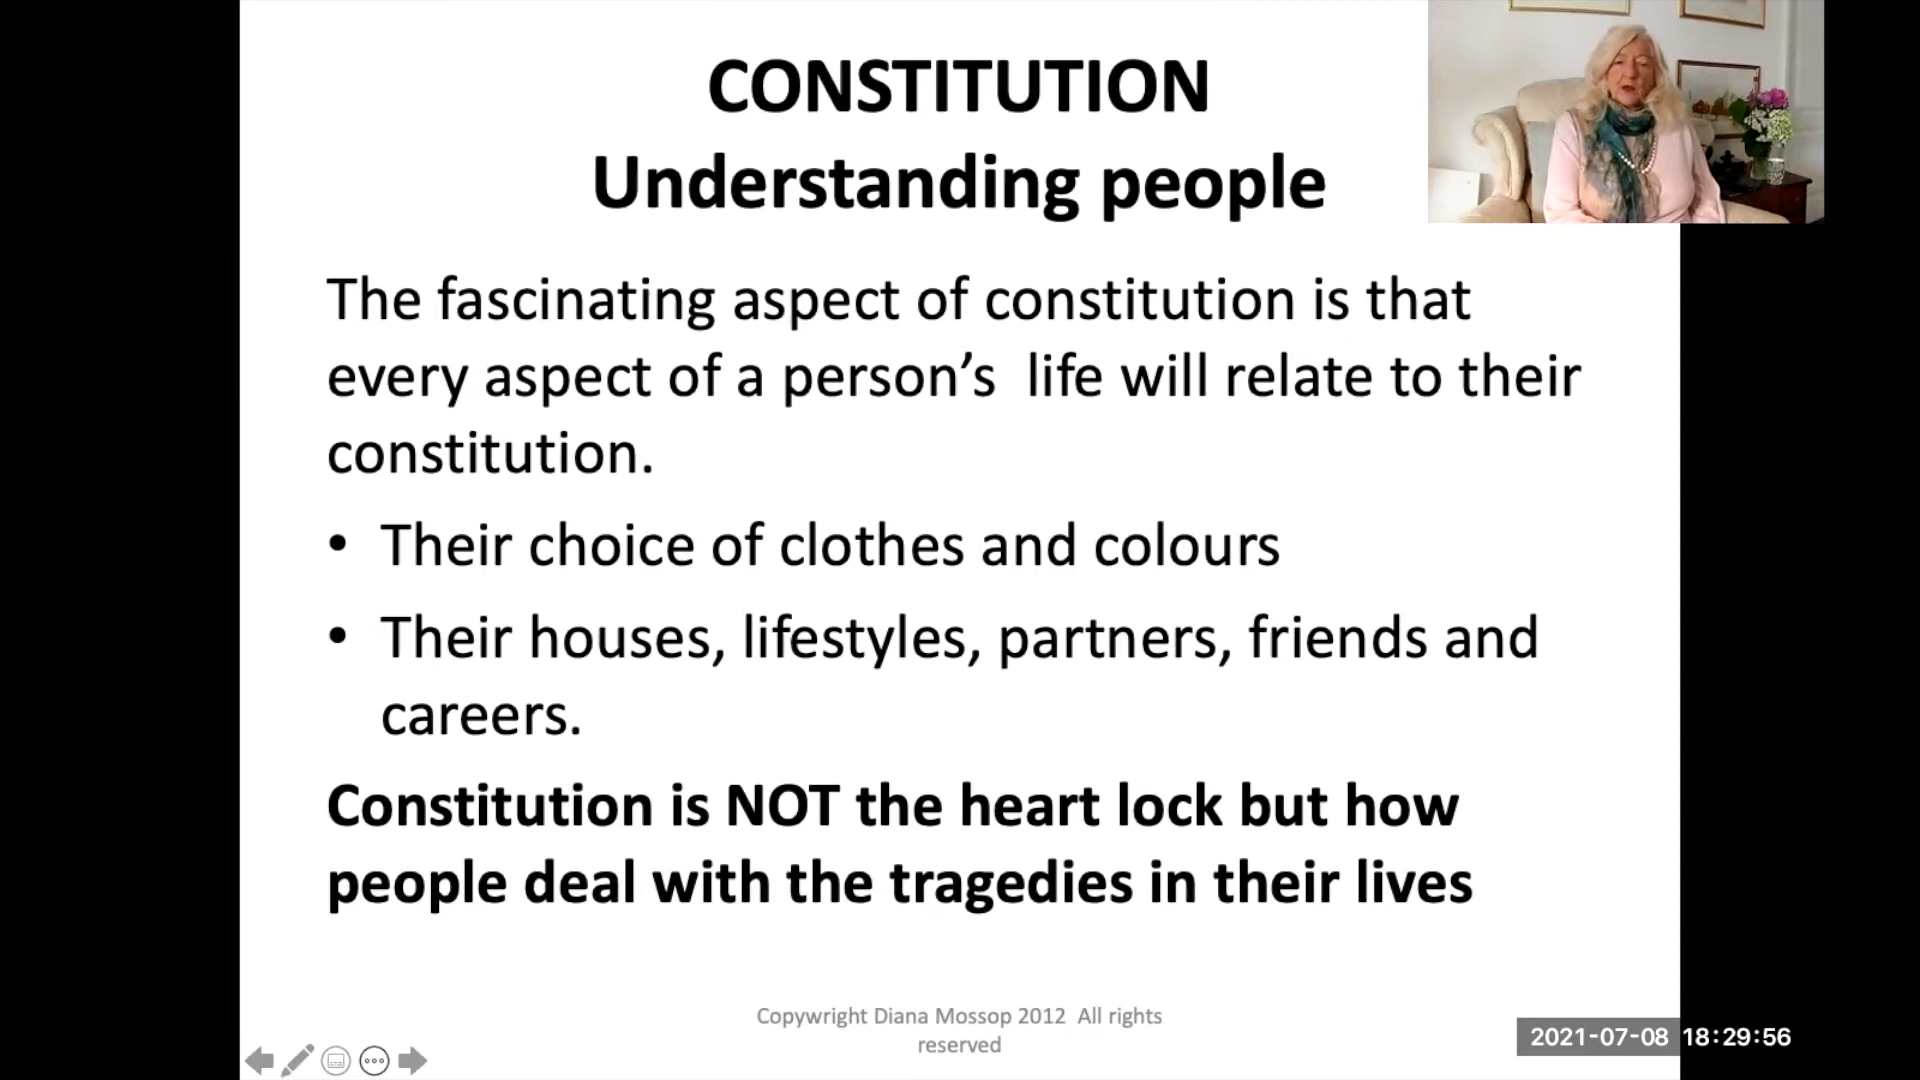 CONSTITUTION
Understanding people
The fascinating aspect of constitution is that
every aspect of a person’s  life will relate to their
constitution.
• Their choice of clothes and colours
• Their houses, lifestyles, partners, friends and
careers.
Constitution is NOT the heart lock but how
people deal with the tragedies in their lives
Copywright Diana Mossop 2012  All rights
reserved
2021-07-08 18:29:56